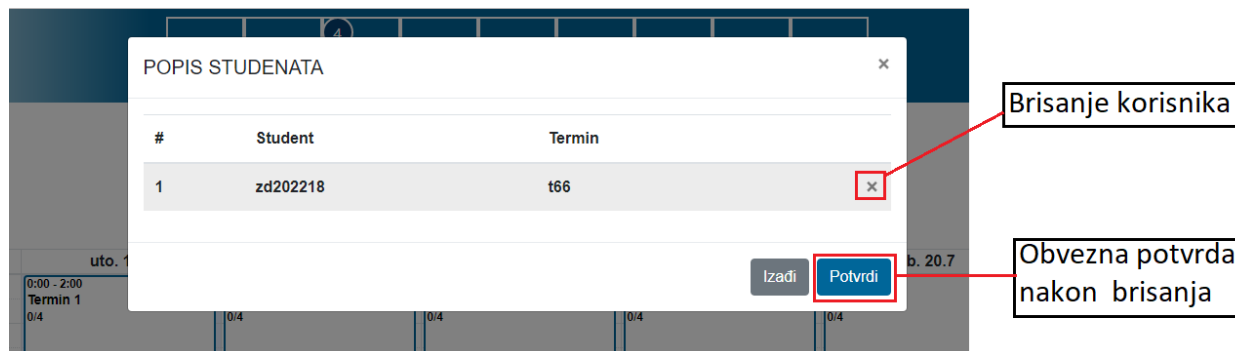 4
POPIS STUDENATA ×
Brisanje korisnika
# Student Termin
1 zd202218 t66 ×
Obvezna potvrda
nakon brisanja
uto. 1
b. 20.7
Izađi Potvrdi
0:00 - 2:00
Termin 1
0/4 0/4 0/4 0/4 0/4